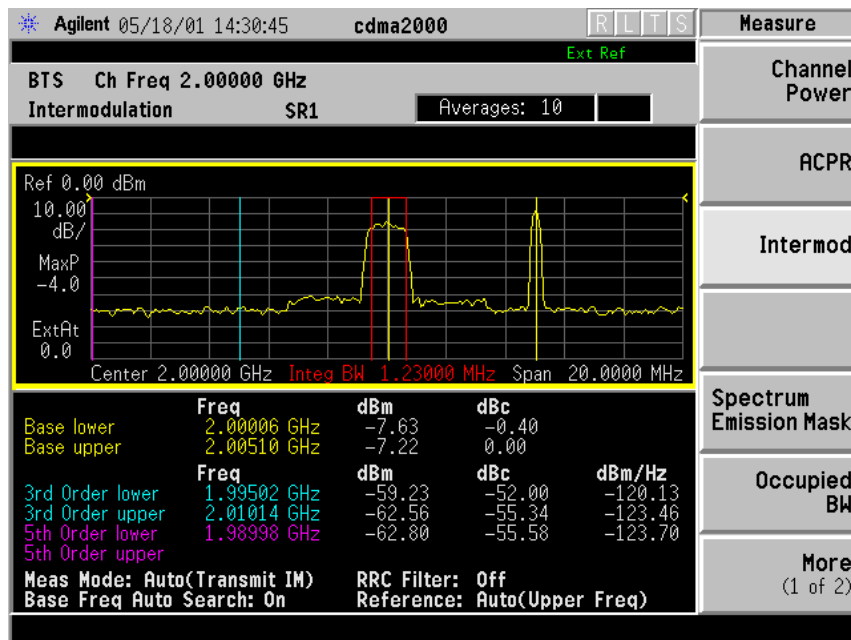 Agilent 05/18/01 14:30:45 cdma2000 R L T S
Measure
Ext Ref
BTS Ch Freq 2.00000 GHz
Intermodulation SR1 Averages: 10
Channel
Power
ACPR
Intermod
Spectrum
Emission Mask
Occupied
BW
More
(1 of 2)
Ref 0.00 dBm
10.00
dB/
MaxP
-4.0
ExtAt
0.0
Center 2.00000 GHz Integ BW 1.23000 MHz Span 20.0000 MHz
Freq dBm dBc
Base lower 2.00006 GHz -7.63 -0.40
Base upper 2.00510 GHz -7.22 0.00
Freq dBm dBc dBm/Hz
3rd Order lower 1.99502 GHz -59.23 -52.00 -120.13
3rd Order upper 2.01014 GHz -62.56 -55.34 -123.46
5th Order lower 1.98998 GHz -62.80 -55.58 -123.70
5th Order upper
Meas Mode: Auto(Transmit IM) RRC Filter: Off
Base Freq Auto Search: On Reference: Auto(Upper Freq)